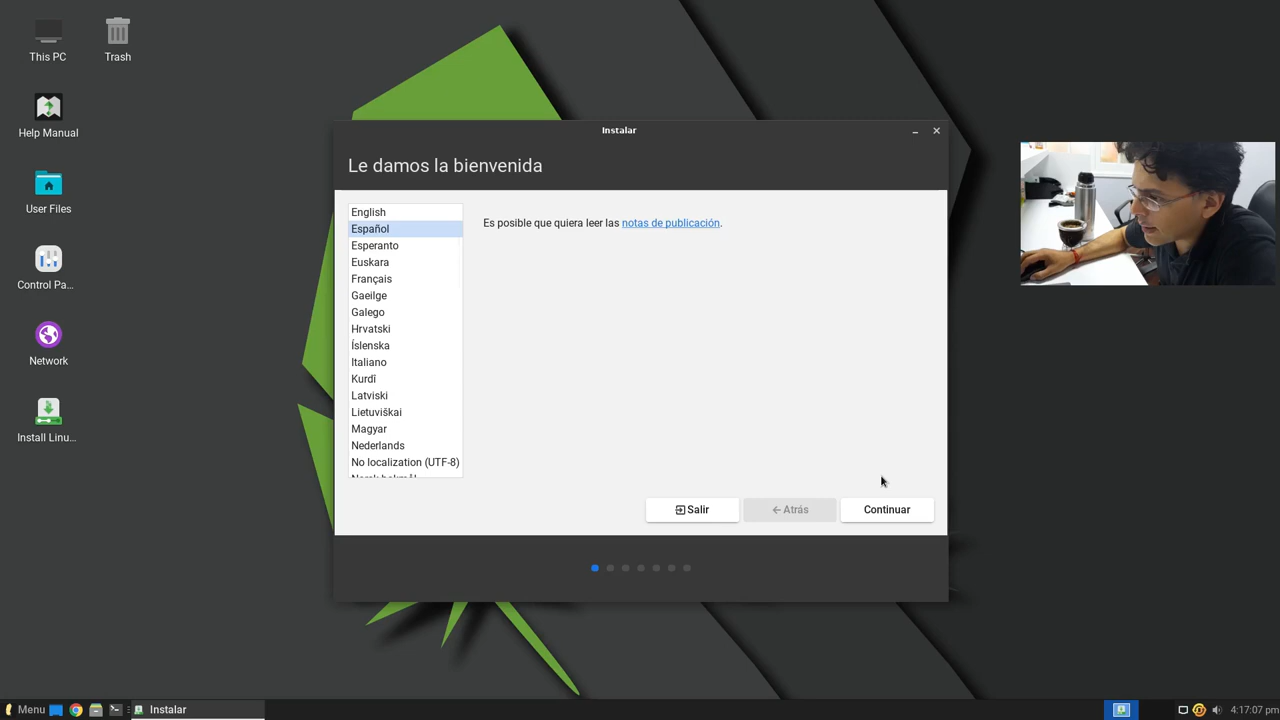 This PC
Trash
Help Manual
User Files
Control Pa...
Network
Install Linu...
Instalar
Le damos la bienvenida
English
Español
Esperanto
Euskara
Français
Gaeilge
Galego
Hrvatski
Íslenska
Italiano
Kurdî
Latviski
Lietuviškai
Magyar
Nederlands
No localization (UTF-8)
Es posible que quiera leer las notas de publicación.
Salir
Atrás
Continuar
Menu
Instalar
4:17:07 pm